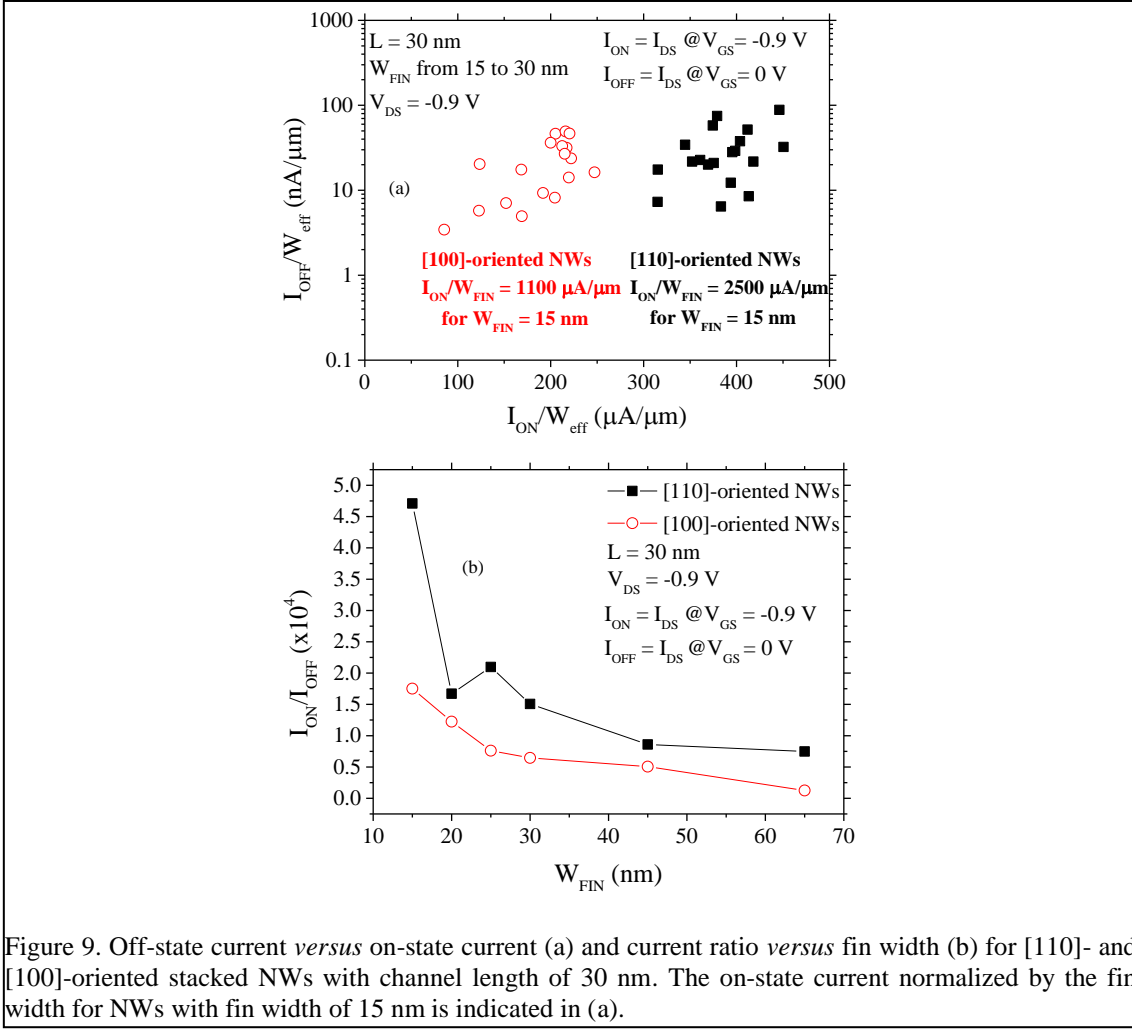 1000
100
10
1
0.1
I_OFF/W_eff (nA/μm)
L = 30 nm
W_FIN from 15 to 30 nm
V_DS = -0.9 V
I_ON = I_DS @V_GS= -0.9 V
I_OFF = I_DS @V_GS= 0 V
(a)
[100]-oriented NWs
I_ON/W_FIN = 1100 μA/μm
for W_FIN = 15 nm
[110]-oriented NWs
I_ON/W_FIN = 2500 μA/μm
for W_FIN = 15 nm
0 100 200 300 400 500
I_ON/W_eff (μA/μm)
5.0
4.5
4.0
3.5
3.0
2.5
2.0
1.5
1.0
0.5
0.0
I_ON/I_OFF (x10^4)
[110]-oriented NWs
[100]-oriented NWs
L = 30 nm
V_DS = -0.9 V
I_ON = I_DS @V_GS = -0.9 V
I_OFF = I_DS @V_GS= 0 V
(b)
10 20 30 40 50 60 70
W_FIN (nm)
Figure 9. Off-state current versus on-state current (a) and current ratio versus fin width (b) for [110]- and
[100]-oriented stacked NWs with channel length of 30 nm. The on-state current normalized by the fin
width for NWs with fin width of 15 nm is indicated in (a).